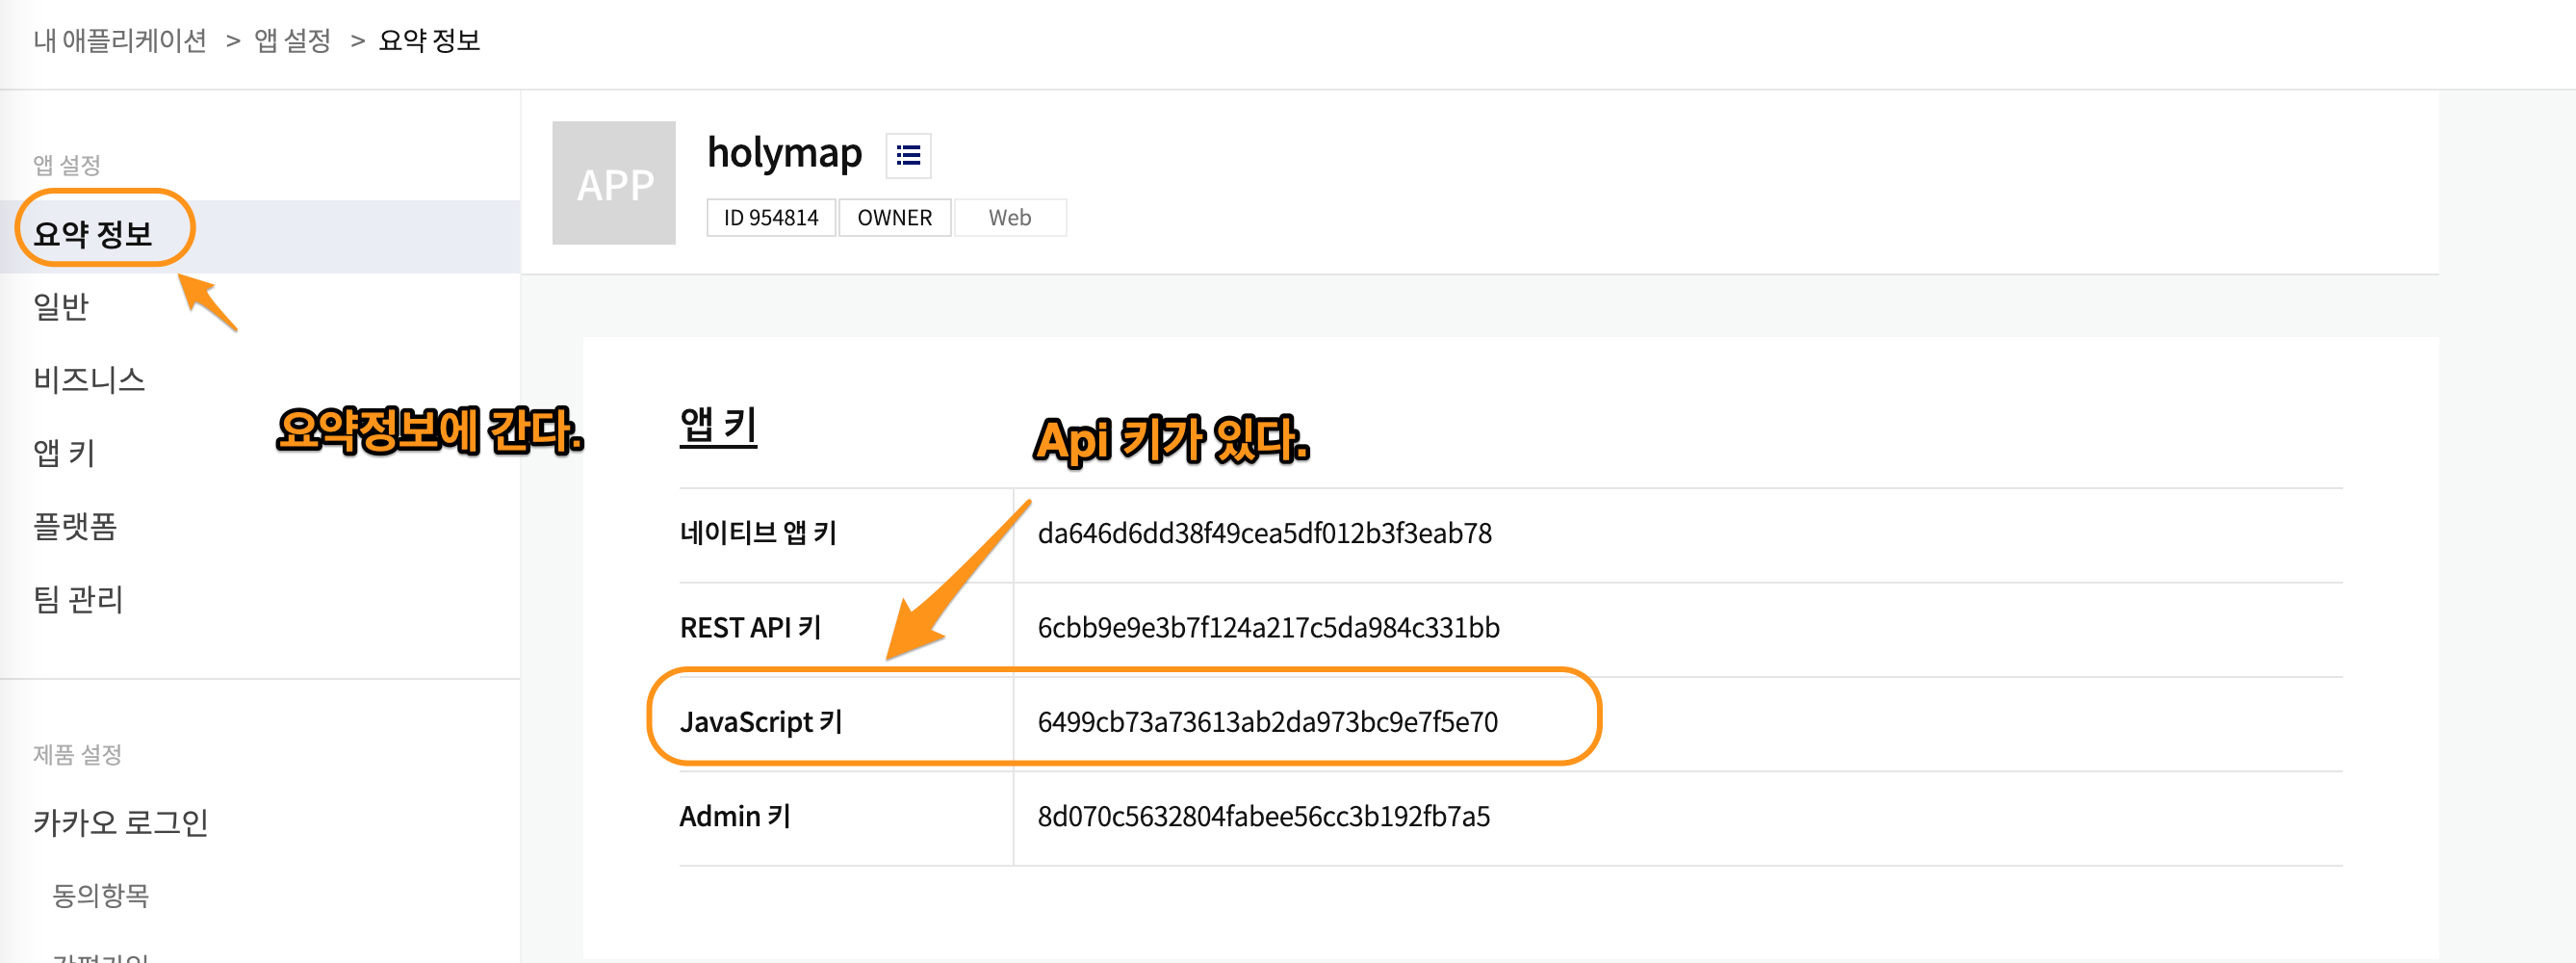 내 애플리케이션 > 앱 설정 > 요약 정보
앱 설정
요약 정보
일반
비즈니스
앱 키
플랫폼
팀 관리
제품 설정
카카오 로그인
동의항목
요약정보에 간다.
APP
holymap
ID 954814 OWNER Web
앱 키
Api 키가 있다.
네이티브 앱 키 da646d6dd38f49cea5df012b3f3eab78
REST API 키 6cbb9e9e3b7f124a217c5da984c331bb
JavaScript 키 6499cb73a73613ab2da973bc9e7f5e70
Admin 키 8d070c5632804fabee56cc3b192fb7a5